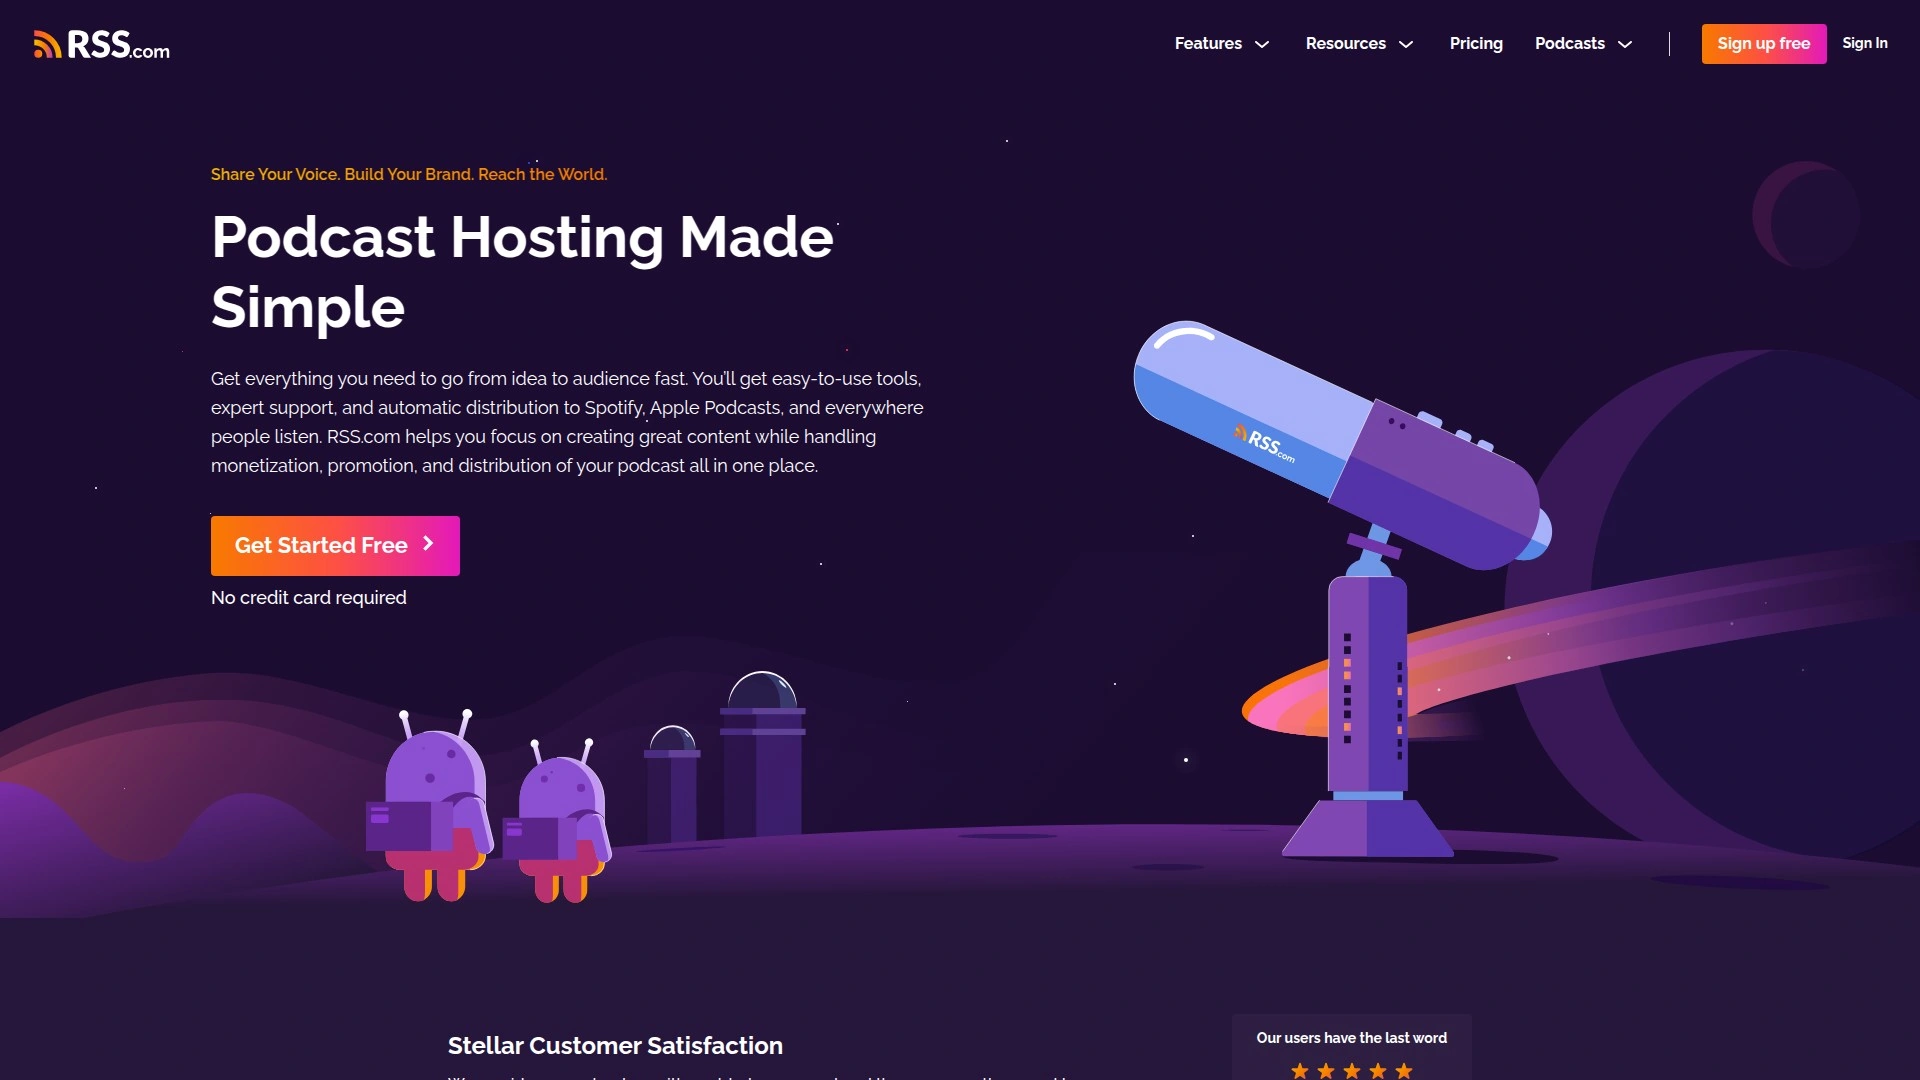 RSS.com
Features
Resources
Pricing
Podcasts
Sign up free
Sign In
Share Your Voice. Build Your Brand. Reach the World.
Podcast Hosting Made
Simple
Get everything you need to go from idea to audience fast. You'll get easy-to-use tools,
expert support, and automatic distribution to Spotify, Apple Podcasts, and everywhere
people listen. RSS.com helps you focus on creating great content while handling
monetization, promotion, and distribution of your podcast all in one place.
RSS.com
Get Started Free
No credit card required
Stellar Customer Satisfaction
Our users have the last word